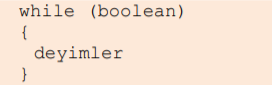 while (boolean)
{
deyimler
}